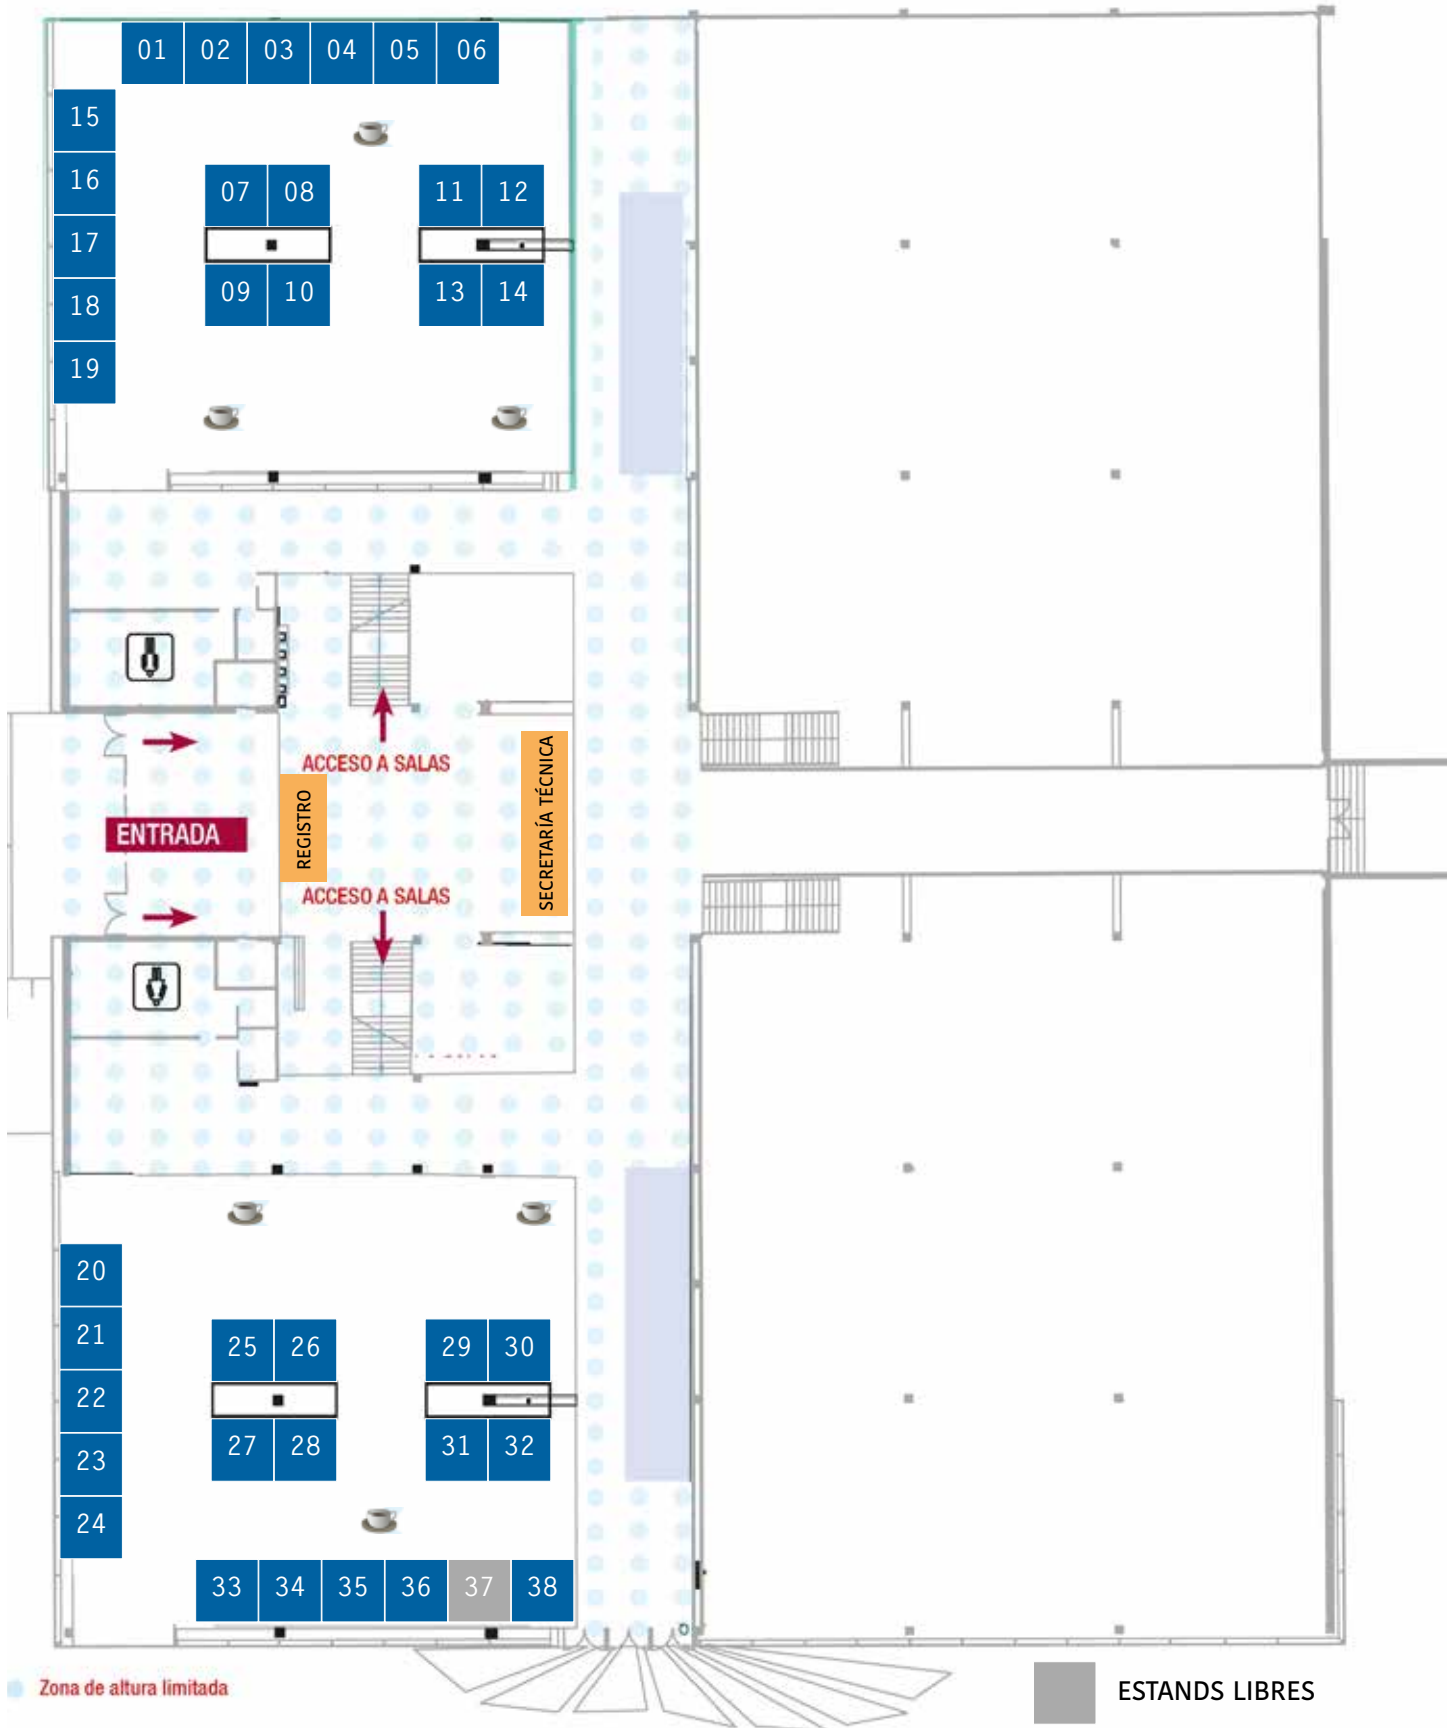 01 02 03 04 05 06
15
16
07 08 11 12
17
18
09 10 13 14
19
ACCESO A SALAS
SECRETARÍA TÉCNICA
REGISTRO
ENTRADA
ACCESO A SALAS
20
21
25 26 29 30
22
23
27 28 31 32
24
33 34 35 36 37 38
Zona de altura limitada
ESTANDS LIBRES